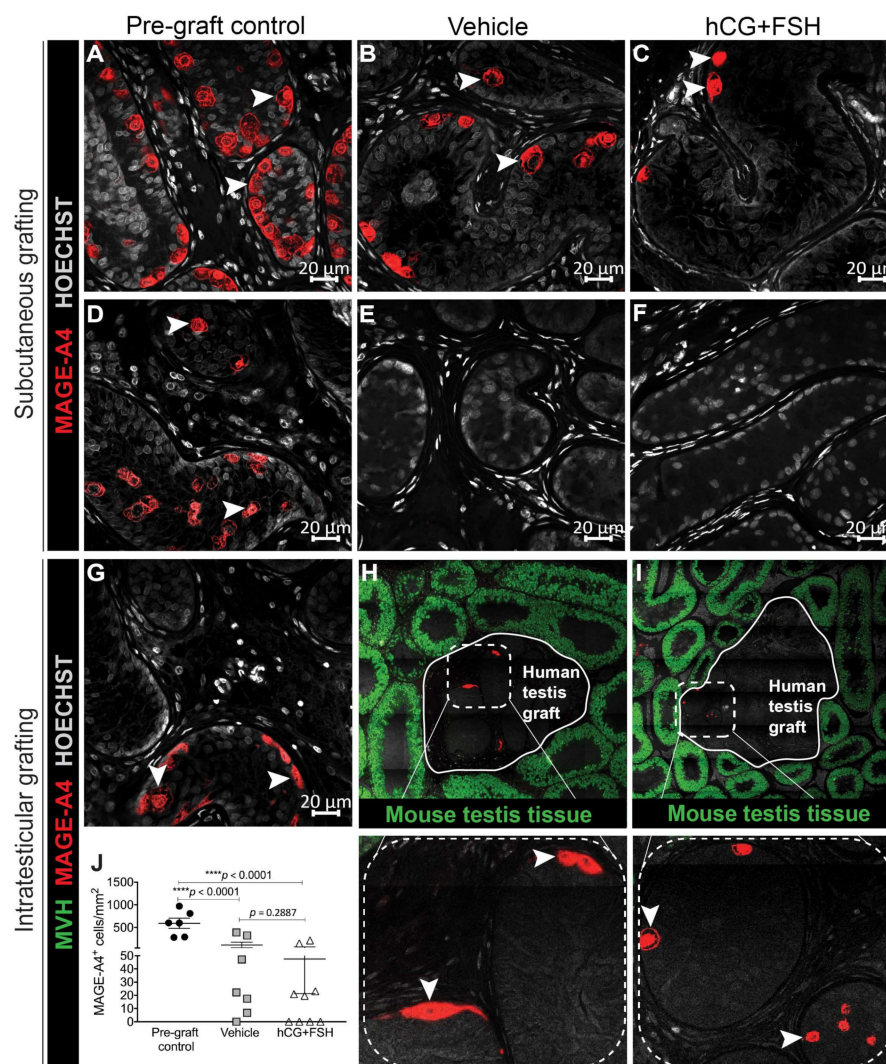 Pre-graft control
Vehicle
hCG+FSH
Subcutaneous grafting
MAGE-A4 HOECHST
A
20 µm
B
20 µm
C
20 µm
D
20 µm
E
20 µm
F
20 µm
Intratesticular grafting
MVH MAGE-A4 HOECHST
G
20 µm
H
Human
testis
graft
Mouse testis tissue
I
Human
testis
graft
Mouse testis tissue
J
****p < 0.0001
****p < 0.0001
p = 0.2887
MAGE-A4+ cells/mm²
1500
1000
500
50
40
30
20
10
0
Pre-graft
control
Vehicle
hCG+FSH